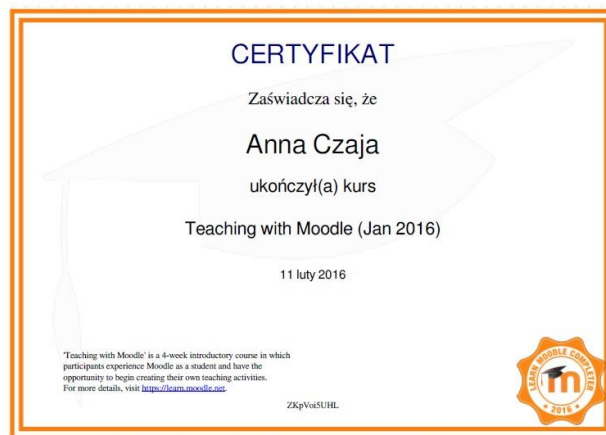 CERTYFIKAT
Zaświadcza się, że
Anna Czaja
ukończył(a) kurs
Teaching with Moodle (Jan 2016)
11 luty 2016
'Teaching with Moodle' is a 4-week introductory course in which
participants experience Moodle as a student and have the
opportunity to begin creating their own teaching activities.
For more details, visit https://learn.moodle.net.
ZKpVoi5UHL
LEARN MOODLE COMPLETER
m
2016